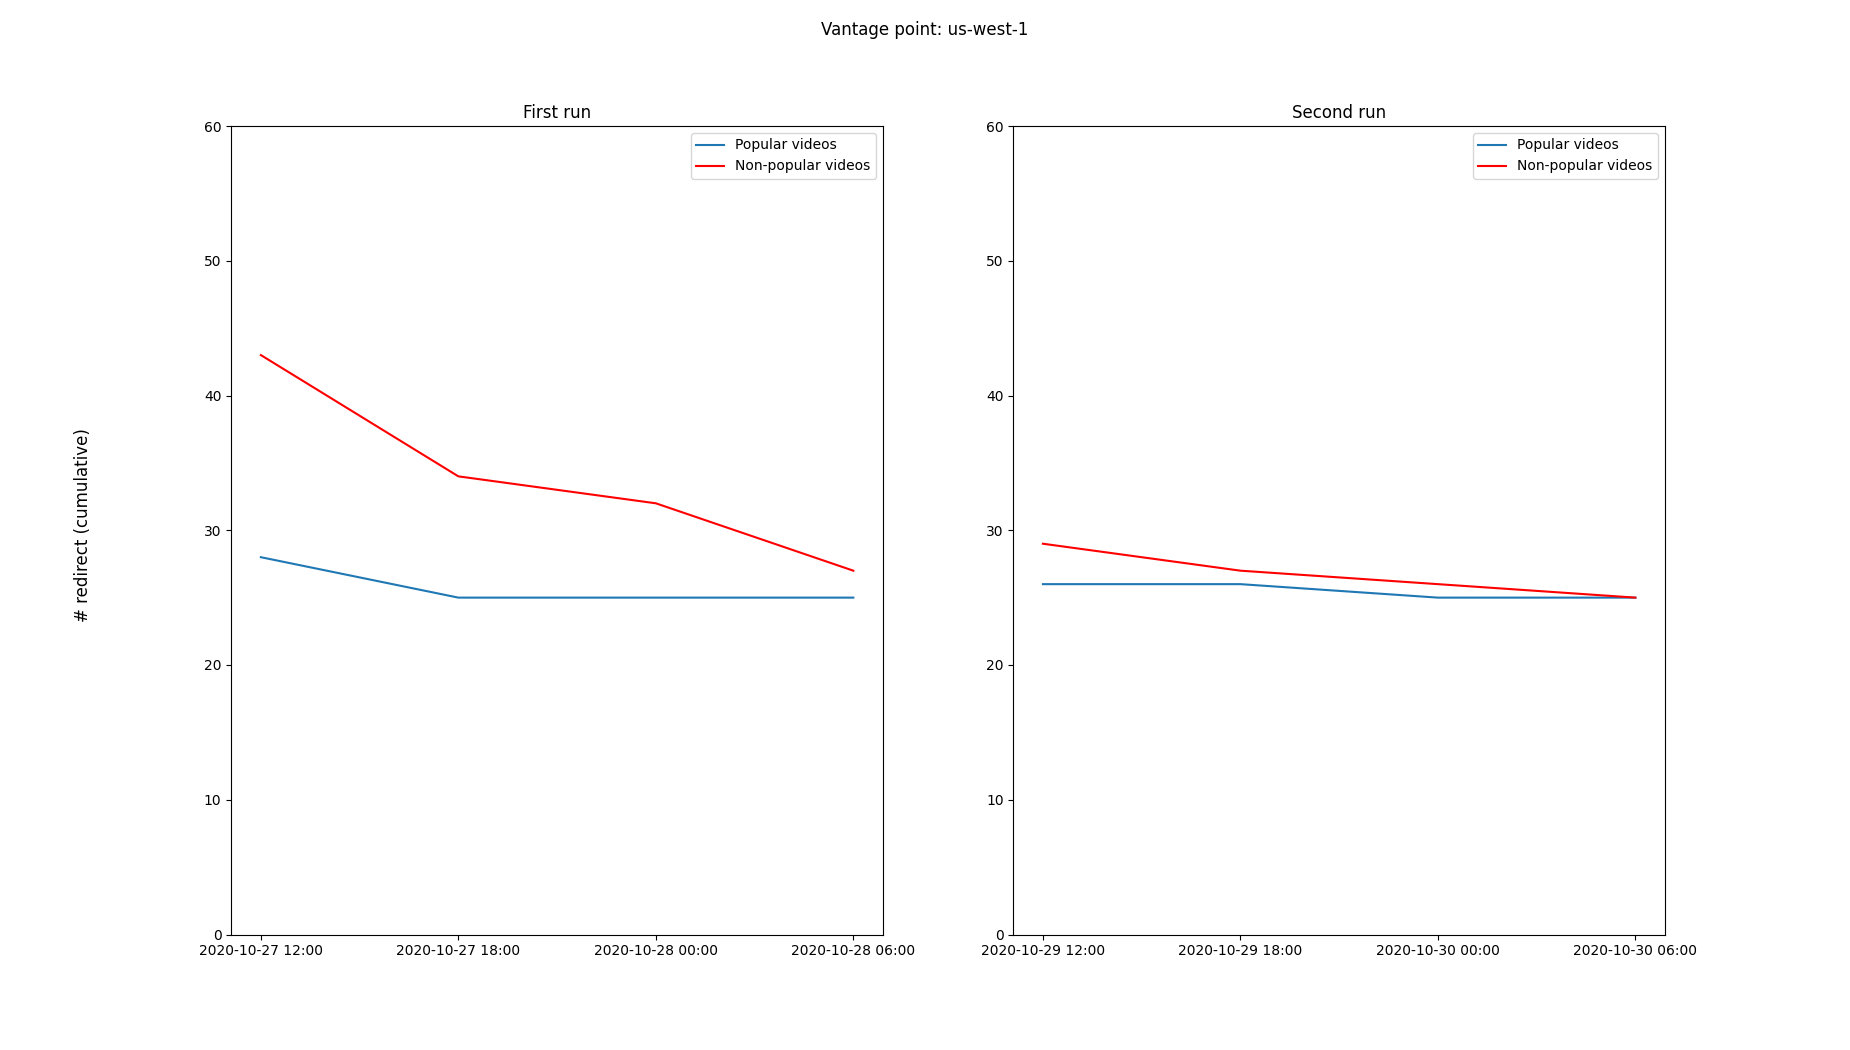 Vantage point: us-west-1
# redirect (cumulative)
First run
60
50
40
30
20
10
0
Popular videos
Non-popular videos
2020-10-27 12:00
2020-10-27 18:00
2020-10-28 00:00
2020-10-28 06:00
Second run
60
50
40
30
20
10
0
Popular videos
Non-popular videos
2020-10-29 12:00
2020-10-29 18:00
2020-10-30 00:00
2020-10-30 06:00